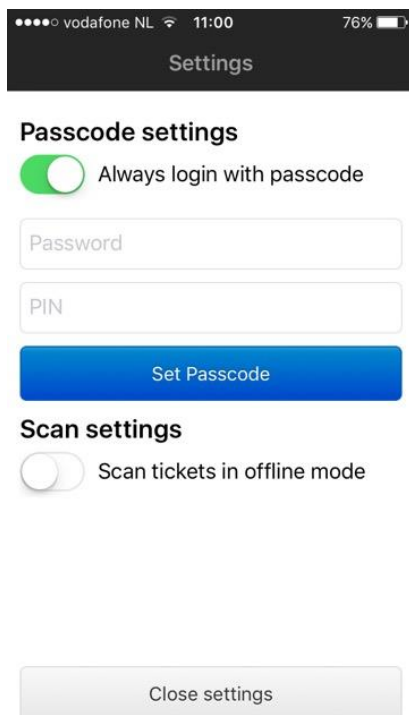 vodafone NL 11:00 76%
Settings
Passcode settings
Always login with passcode
Password
PIN
Set Passcode
Scan settings
Scan tickets in offline mode
Close settings